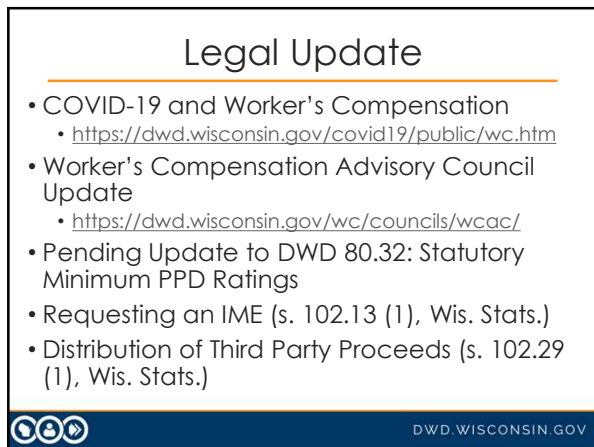 Legal Update
• COVID-19 and Worker's Compensation
• https://dwd.wisconsin.gov/covid19/public/wc.htm
• Worker's Compensation Advisory Council
Update
• https://dwd.wisconsin.gov/wc/councils/wcac/
• Pending Update to DWD 80.32: Statutory
Minimum PPD Ratings
• Requesting an IME (s. 102.13 (1), Wis. Stats.)
• Distribution of Third Party Proceeds (s. 102.29
(1), Wis. Stats.)
DWD.WISCONSIN.GOV